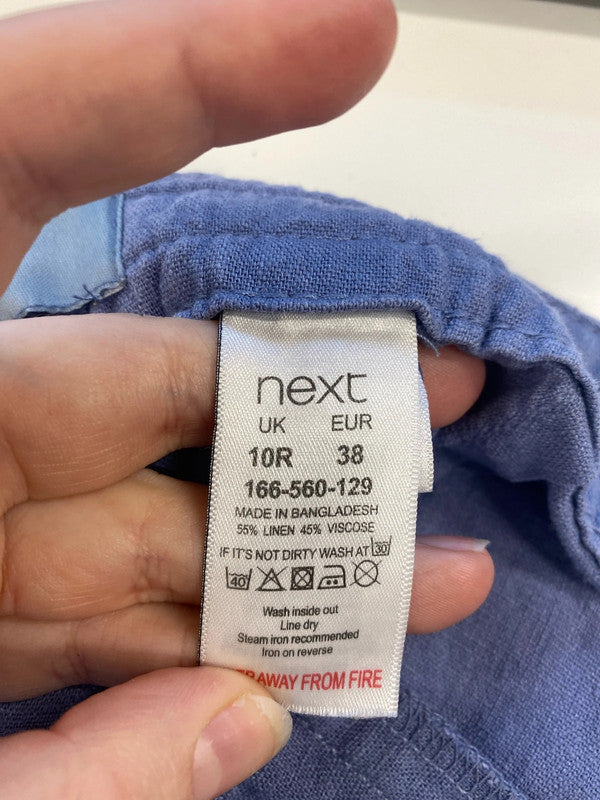 next
UK EUR
10R 38
166-560-129
MADE IN BANGLADESH
55% LINEN 45% VISCOSE
IF IT'S NOT DIRTY WASH AT 30
40
Wash inside out
Line dry
Steam iron recommended
Iron on reverse
AWAY FROM FIRE